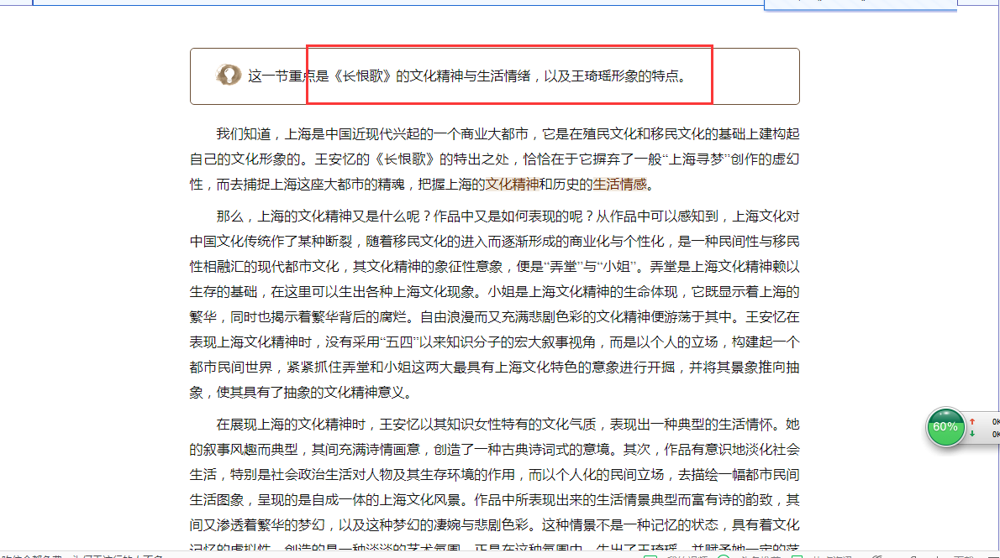 这一节重点是《长恨歌》的文化精神与生活情绪，以及王琦瑶形象的特点。
我们知道，上海是中国近现代兴起的一个商业大都市，它是在殖民文化和移民文化的基础上建构起
自己的文化形象的。王安忆的《长恨歌》的特出之处，恰恰在于它摒弃了一般“上海寻梦”创作的虚幻
性，而去捕捉上海这座大都市的精魂，把握上海的文化精神和历史的生活情感。
那么，上海的文化精神又是什么呢？作品中又是如何表现的呢？从作品中可以感知到，上海文化对
中国文化传统作了某种断裂，随着移民文化的进入而逐渐形成的商业化与个性化，是一种民间性与移民
性相融汇的现代都市文化，其文化精神的象征性意象，便是“弄堂”与“小姐”。弄堂是上海文化精神赖以
生存的基础，在这里可以生出各种上海文化现象。小姐是上海文化精神的生命体现，它既显示着上海的
繁华，同时也揭示着繁华背后的腐烂。自由浪漫而又充满悲剧色彩的文化精神便游荡于其中。王安忆在
表现上海文化精神时，没有采用“五四”以来知识分子的宏大叙事视角，而是以个人的立场，构建起一个
都市民间世界，紧紧抓住弄堂和小姐这两大最具有上海文化特色的意象进行开掘，并将其景象推向抽
象，使其具有了抽象的文化精神意义。
在展现上海的文化精神时，王安忆以其知识女性特有的文化气质，表现出一种典型的生活情怀。她
的叙事风趣而典型，其间充满诗情画意，创造了一种古典诗词式的意境。其次，作品有意识地淡化社会
生活，特别是社会政治生活对人物及其生存环境的作用，而以个人化的民间立场，去描绘一幅都市民间
生活图象，呈现的是自成一体的上海文化风景。作品中所表现出来的生活情景典型而富有诗的韵致，其
间又渗透着繁华的梦幻，以及这种梦幻的凄婉与悲剧色彩。这种情景不是一种记忆的状态，具有着文化
记忆的虚拟性，创造的是一种淡淡的艺术氛围，正是在这种氛围中，生出了王琦瑶，并赋予她一定的荡
60%
0K
0K